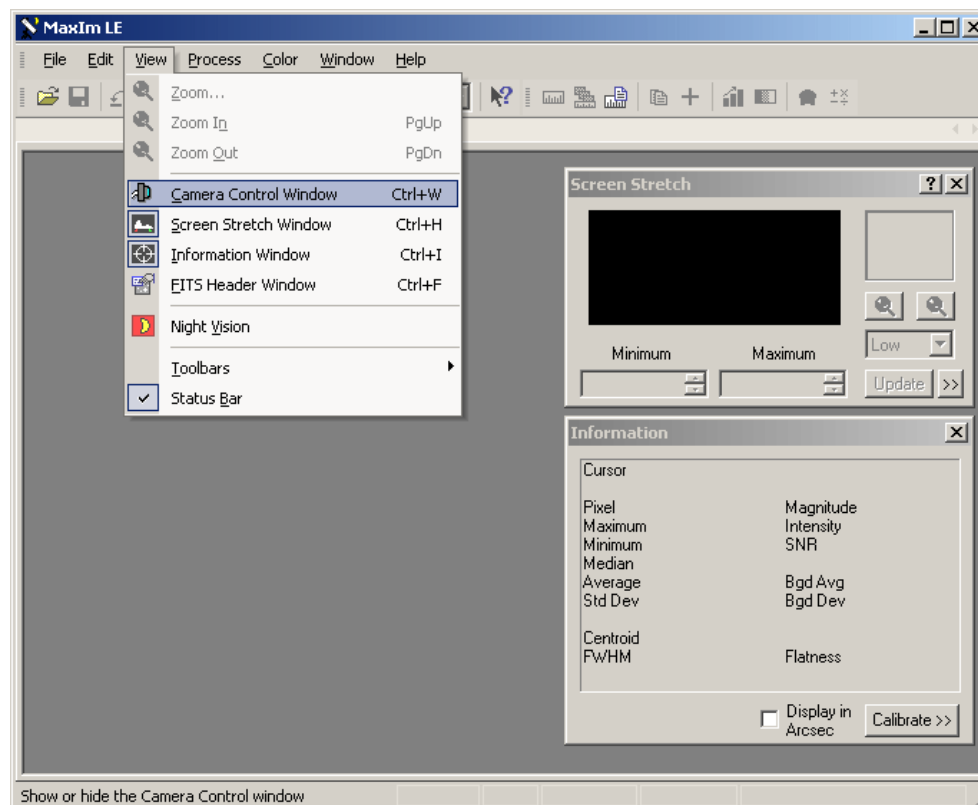 MaxIm LE
File Edit View Process Color Window Help
Zoom...
Zoom In PgUp
Zoom Out PgDn
Camera Control Window Ctrl+W
Screen Stretch Window Ctrl+H
Information Window Ctrl+I
FITS Header Window Ctrl+F
Night Vision
Toolbars
Status Bar
Screen Stretch
Minimum Maximum
Low
Update >>
Information
Cursor
Pixel Magnitude
Maximum Intensity
Minimum SNR
Median
Average Bgd Avg
Std Dev Bgd Dev
Centroid
FWHM Flatness
Display in
Arcsec
Calibrate >>
Show or hide the Camera Control window